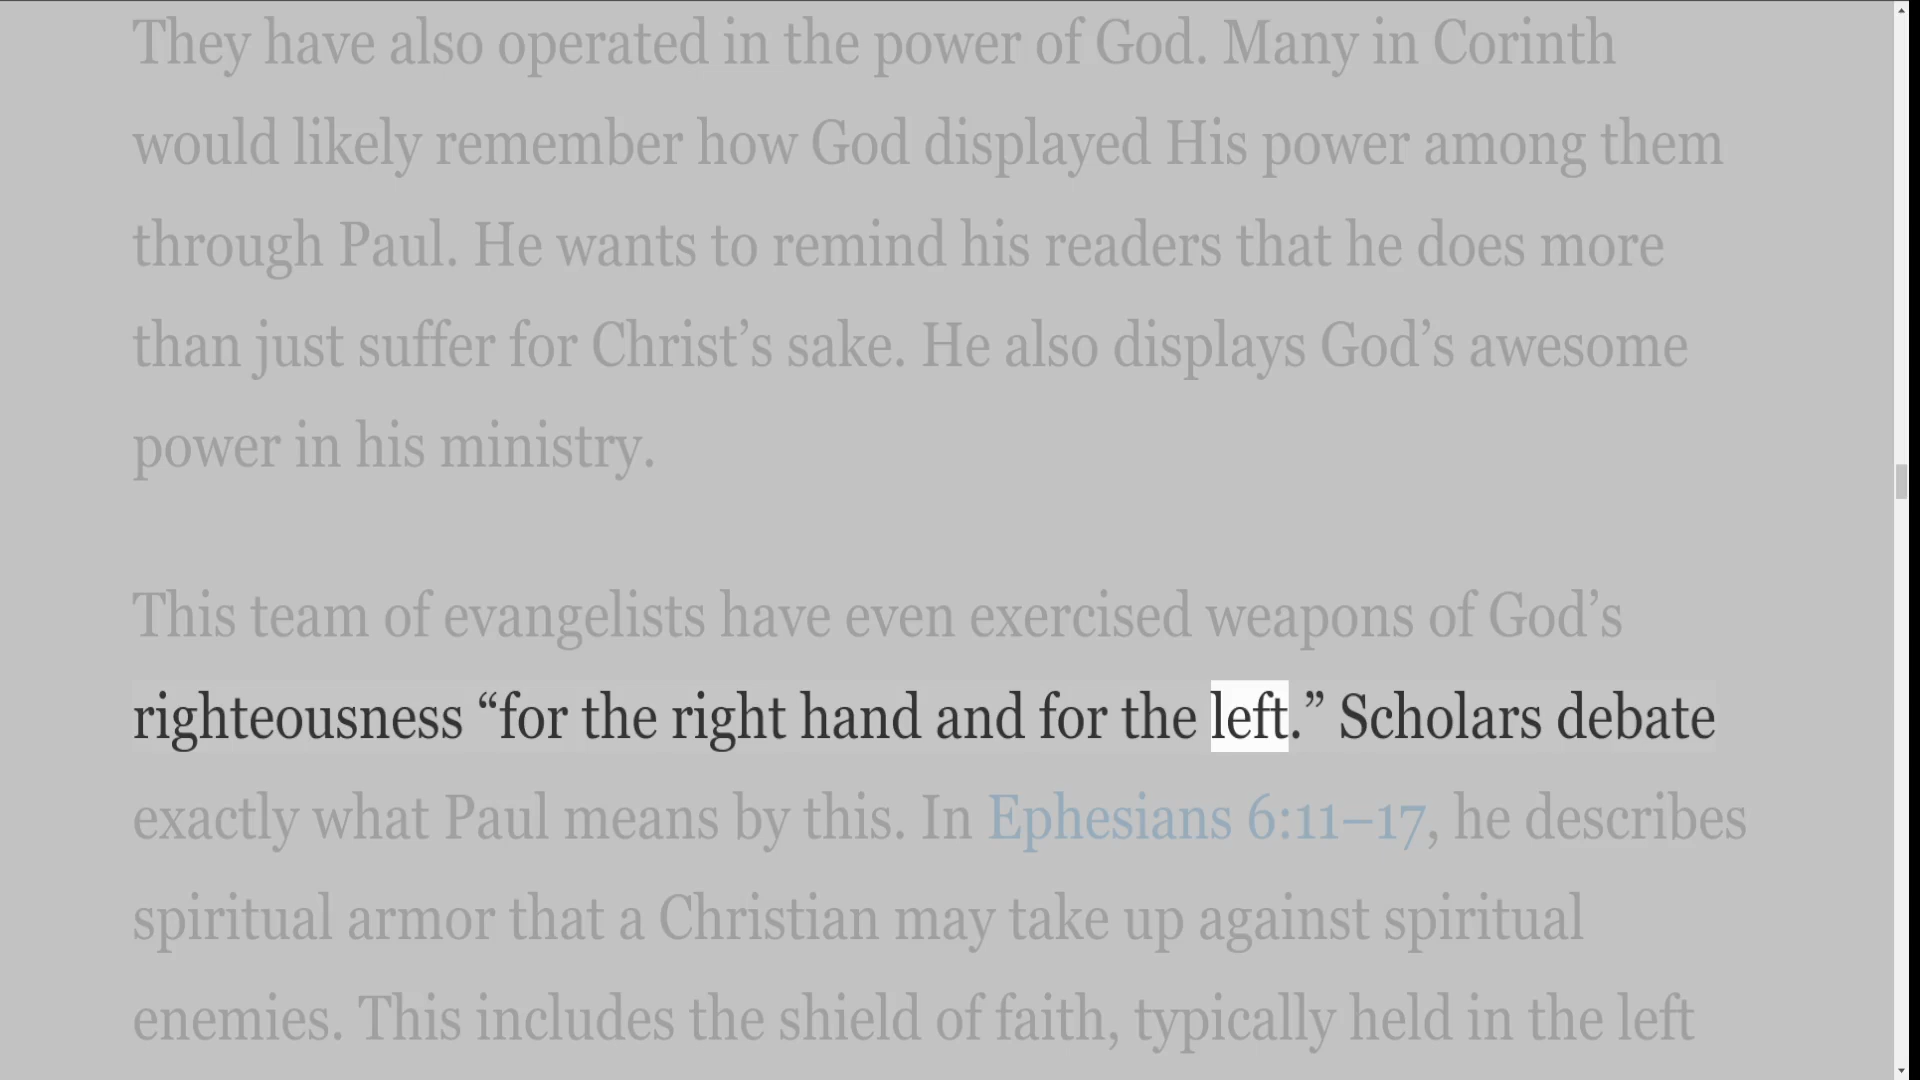 They have also operated in the power of God. Many in Corinth
would likely remember how God displayed His power among them
through Paul. He wants to remind his readers that he does more
than just suffer for Christ’s sake. He also displays God’s awesome
power in his ministry.
This team of evangelists have even exercised weapons of God’s
righteousness “for the right hand and for the left.” Scholars debate
exactly what Paul means by this. In Ephesians 6:11–17, he describes
spiritual armor that a Christian may take up against spiritual
enemies. This includes the shield of faith, typically held in the left